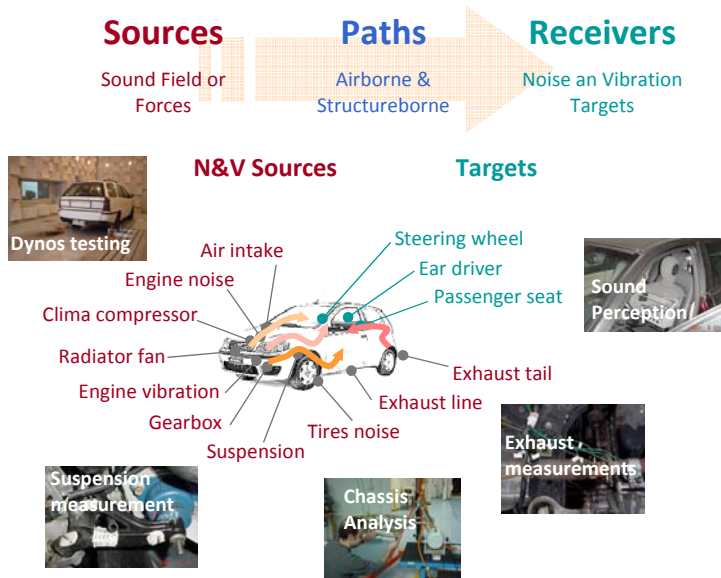 Sources
Paths
Receivers
Sound Field or
Forces
Airborne &
Structureborne
Noise an Vibration
Targets
N&V Sources
Targets
Dynos testing
Air intake
Engine noise
Clima compressor
Radiator fan
Engine vibration
Gearbox
Suspension
Tires noise
Exhaust line
Exhaust tail
Steering wheel
Ear driver
Passenger seat
Sound
Perception
Exhaust
measurements
Suspension
measurement
Chassis
Analysis